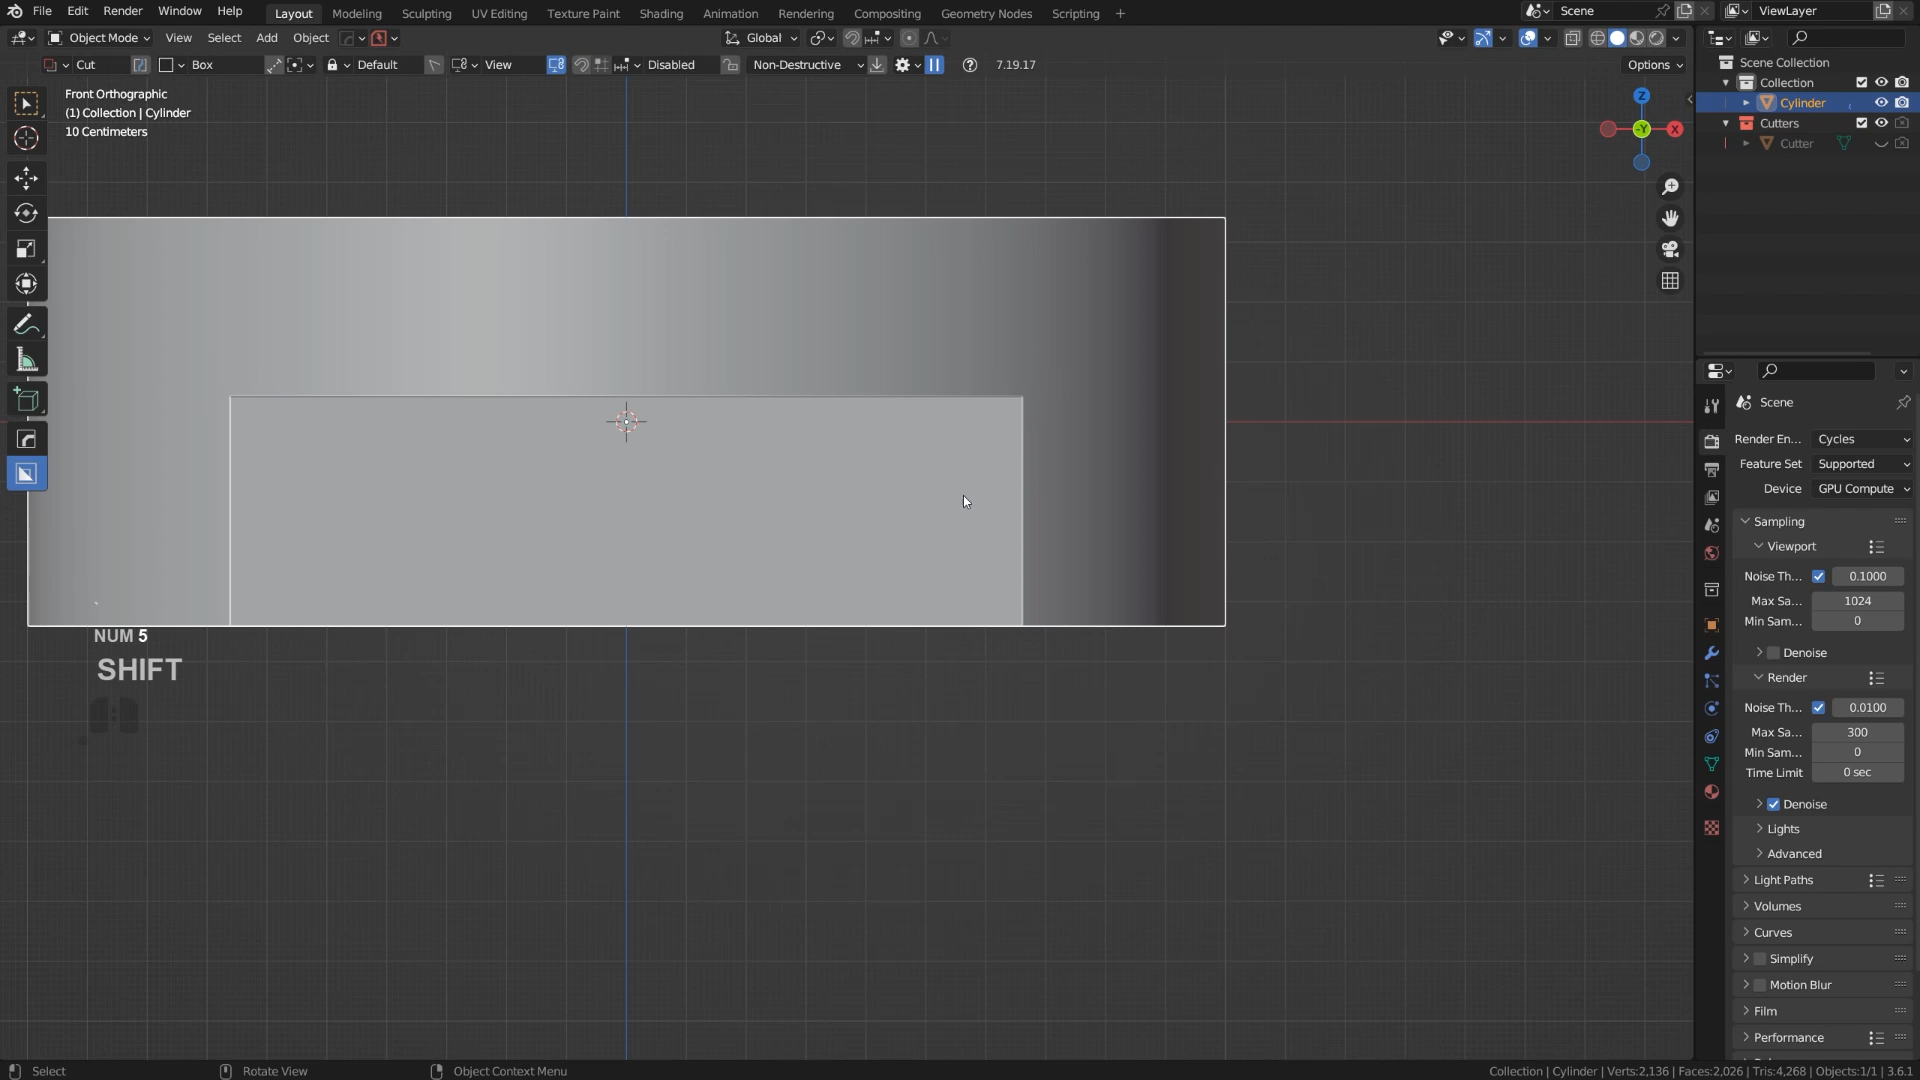 File Edit Render Window Help Layout Modeling Sculpting UV Editing Texture Paint Shading Animation Rendering Compositing Geometry Nodes Scripting + Scene ViewLayer
Object Mode View Select Add Object Global
Cut Box Default View Disabled Non-Destructive 7.19.17 Options
Front Orthographic
(1) Collection | Cylinder
10 Centimeters
Z
-Y
X
Scene Collection
Collection
Cylinder
Cutters
Cutter
Scene
Render En... Cycles
Feature Set Supported
Device GPU Compute
Sampling
Viewport
Noise Th... 0.1000
Max Sa... 1024
Min Sam... 0
Denoise
Render
Noise Th... 0.0100
Max Sa... 300
Min Sam... 0
Time Limit 0 sec
Denoise
Lights
Advanced
Light Paths
Volumes
Curves
Simplify
Motion Blur
Film
Performance
NUM 5
SHIFT
Select Rotate View Object Context Menu Collection | Cylinder | Verts:2,136 | Faces:2,026 | Tris:4,268 | Objects:1/1 | 3.6.1